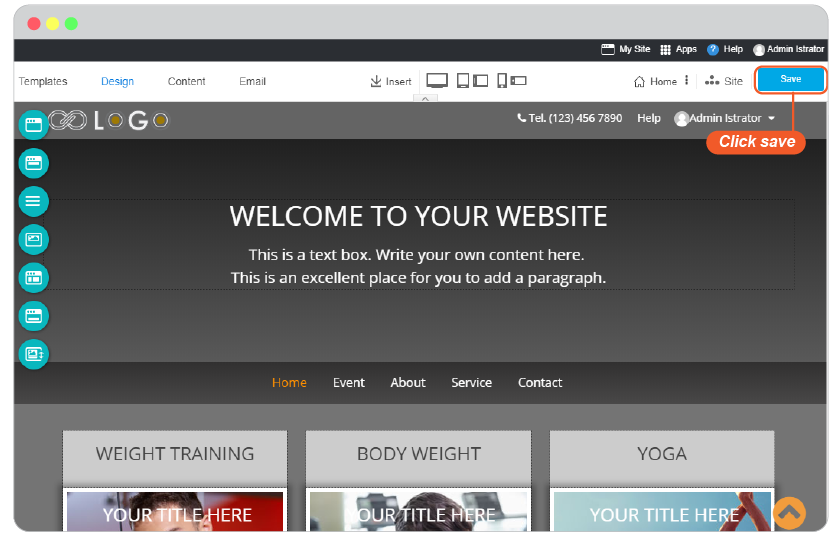 My Site Apps ? Help Admin Istrator
Templates Design Content Email Insert Home Site Save
LOGO Tel. (123) 456 7890 Help Admin Istrator
Click save
WELCOME TO YOUR WEBSITE
This is a text box. Write your own content here.
This is an excellent place for you to add a paragraph.
Home Event About Service Contact
WEIGHT TRAINING BODY WEIGHT YOGA
YOUR TITLE HERE YOUR TITLE HERE YOUR TITLE HERE